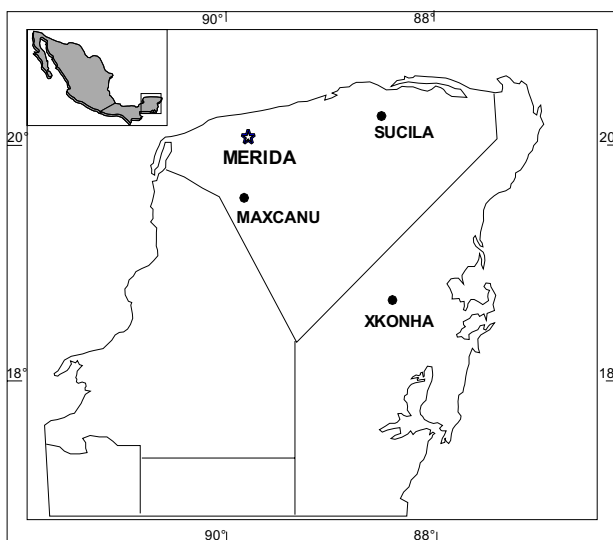 90° 88°
20° 20
SUCILA
MERIDA
MAXCANU
XKONHA
18° 18
90° 88°